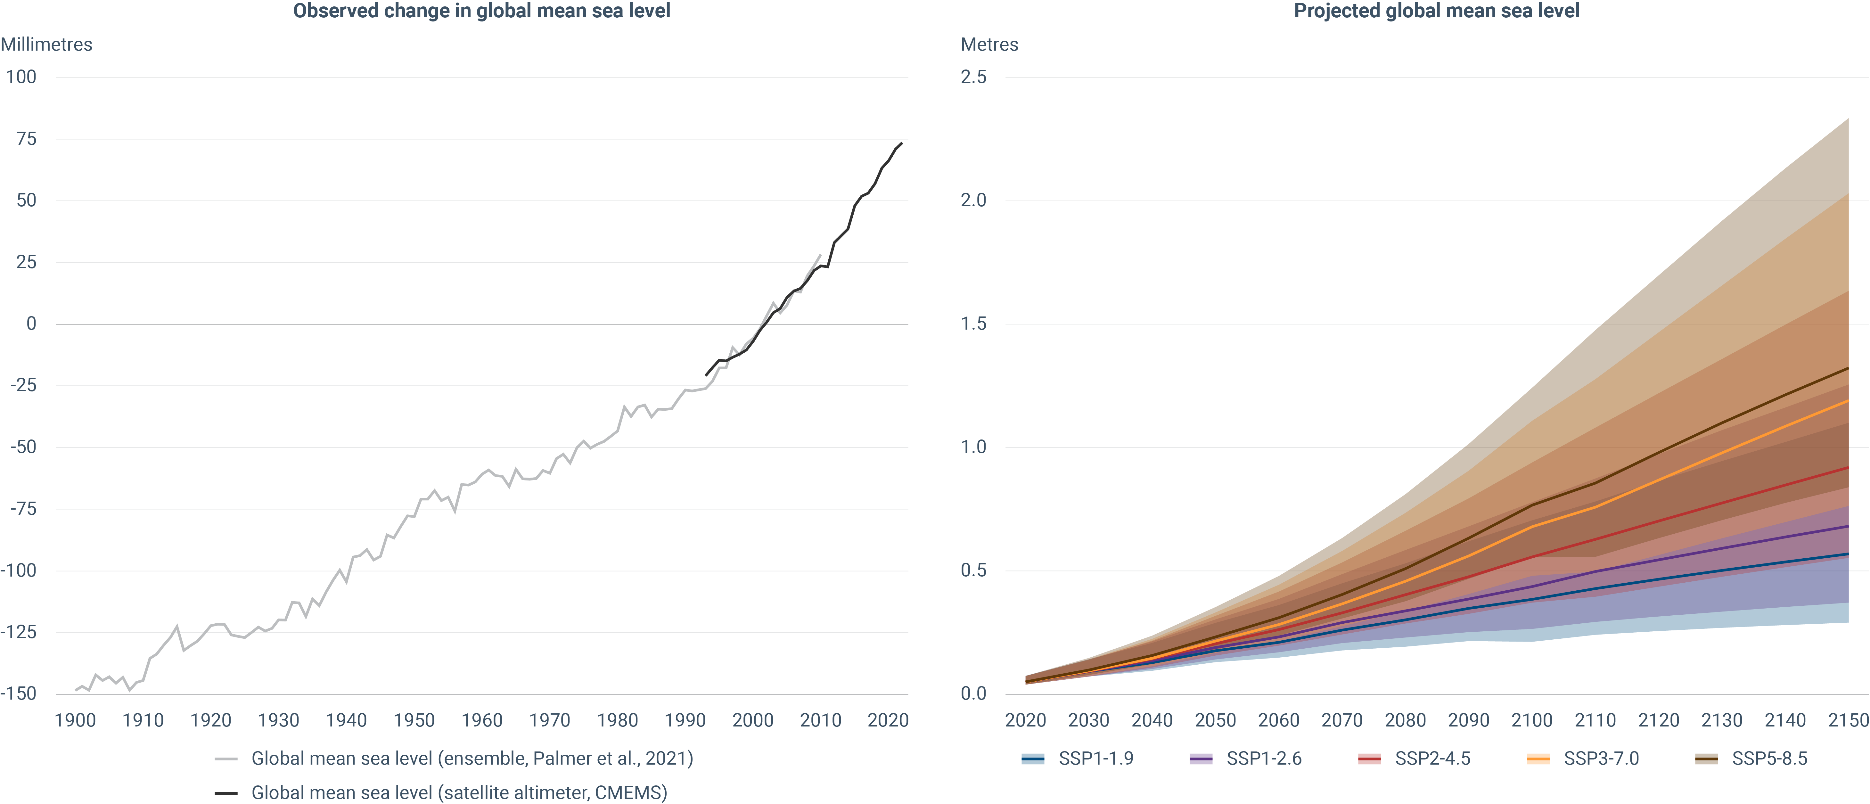 Observed change in global mean sea level
Millimetres
100
75
50
25
0
-25
-50
-75
-100
-125
-150
1900 1910 1920 1930 1940 1950 1960 1970 1980 1990 2000 2010 2020
Global mean sea level (ensemble, Palmer et al., 2021)
Global mean sea level (satellite altimeter, CMEMS)
Projected global mean sea level
Metres
2.5
2.0
1.5
1.0
0.5
0.0
2020 2030 2040 2050 2060 2070 2080 2090 2100 2110 2120 2130 2140 2150
SSP1-1.9 SSP1-2.6 SSP2-4.5 SSP3-7.0 SSP5-8.5